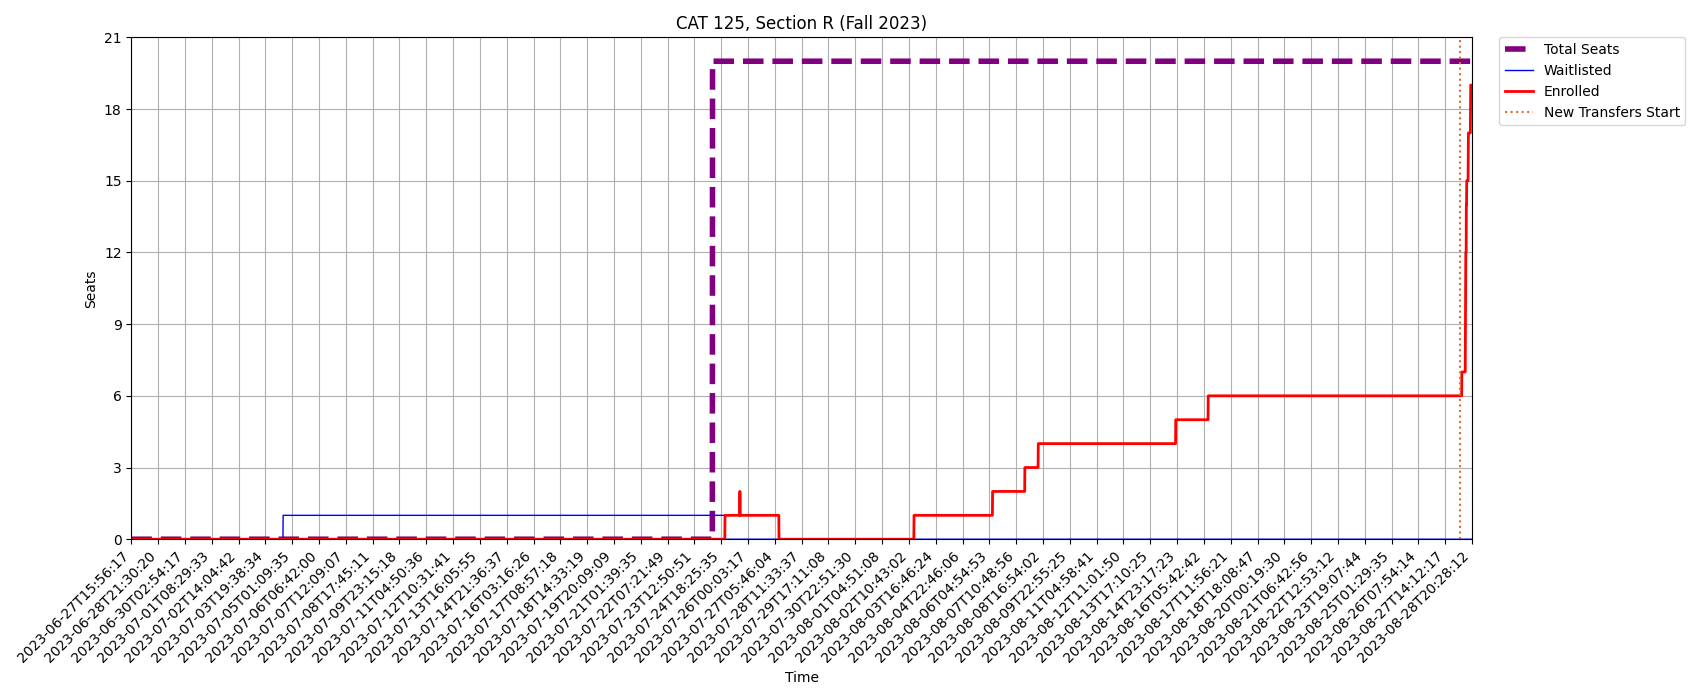 CAT 125, Section R (Fall 2023)
Total Seats
Waitlisted
Enrolled
New Transfers Start
21
18
15
12
9
6
3
0
Seats
2023-06-27T15:56:17
2023-06-28T21:30:20
2023-06-30T02:54:17
2023-07-01T08:29:33
2023-07-02T14:04:42
2023-07-03T19:38:34
2023-07-05T01:09:35
2023-07-06T06:42:00
2023-07-07T12:09:07
2023-07-08T17:45:11
2023-07-09T23:15:18
2023-07-11T04:50:36
2023-07-12T10:31:41
2023-07-13T16:05:55
2023-07-14T21:36:37
2023-07-16T03:16:26
2023-07-17T08:57:18
2023-07-18T14:33:19
2023-07-19T20:09:09
2023-07-21T01:39:35
2023-07-22T07:21:49
2023-07-23T12:50:51
2023-07-24T18:25:35
2023-07-26T00:03:17
2023-07-27T05:46:04
2023-07-28T11:33:37
2023-07-29T17:11:08
2023-07-30T22:51:30
2023-08-01T04:51:08
2023-08-02T10:43:02
2023-08-03T16:46:24
2023-08-04T22:46:06
2023-08-06T04:54:53
2023-08-07T10:48:56
2023-08-08T16:54:02
2023-08-09T22:55:25
2023-08-11T04:58:41
2023-08-12T11:01:50
2023-08-13T17:10:25
2023-08-14T23:17:23
2023-08-16T05:42:42
2023-08-17T11:56:21
2023-08-18T18:08:47
2023-08-20T00:19:30
2023-08-21T06:42:56
2023-08-22T12:53:12
2023-08-23T19:07:44
2023-08-25T01:29:35
2023-08-26T07:54:14
2023-08-27T14:12:17
2023-08-28T20:28:12
Time